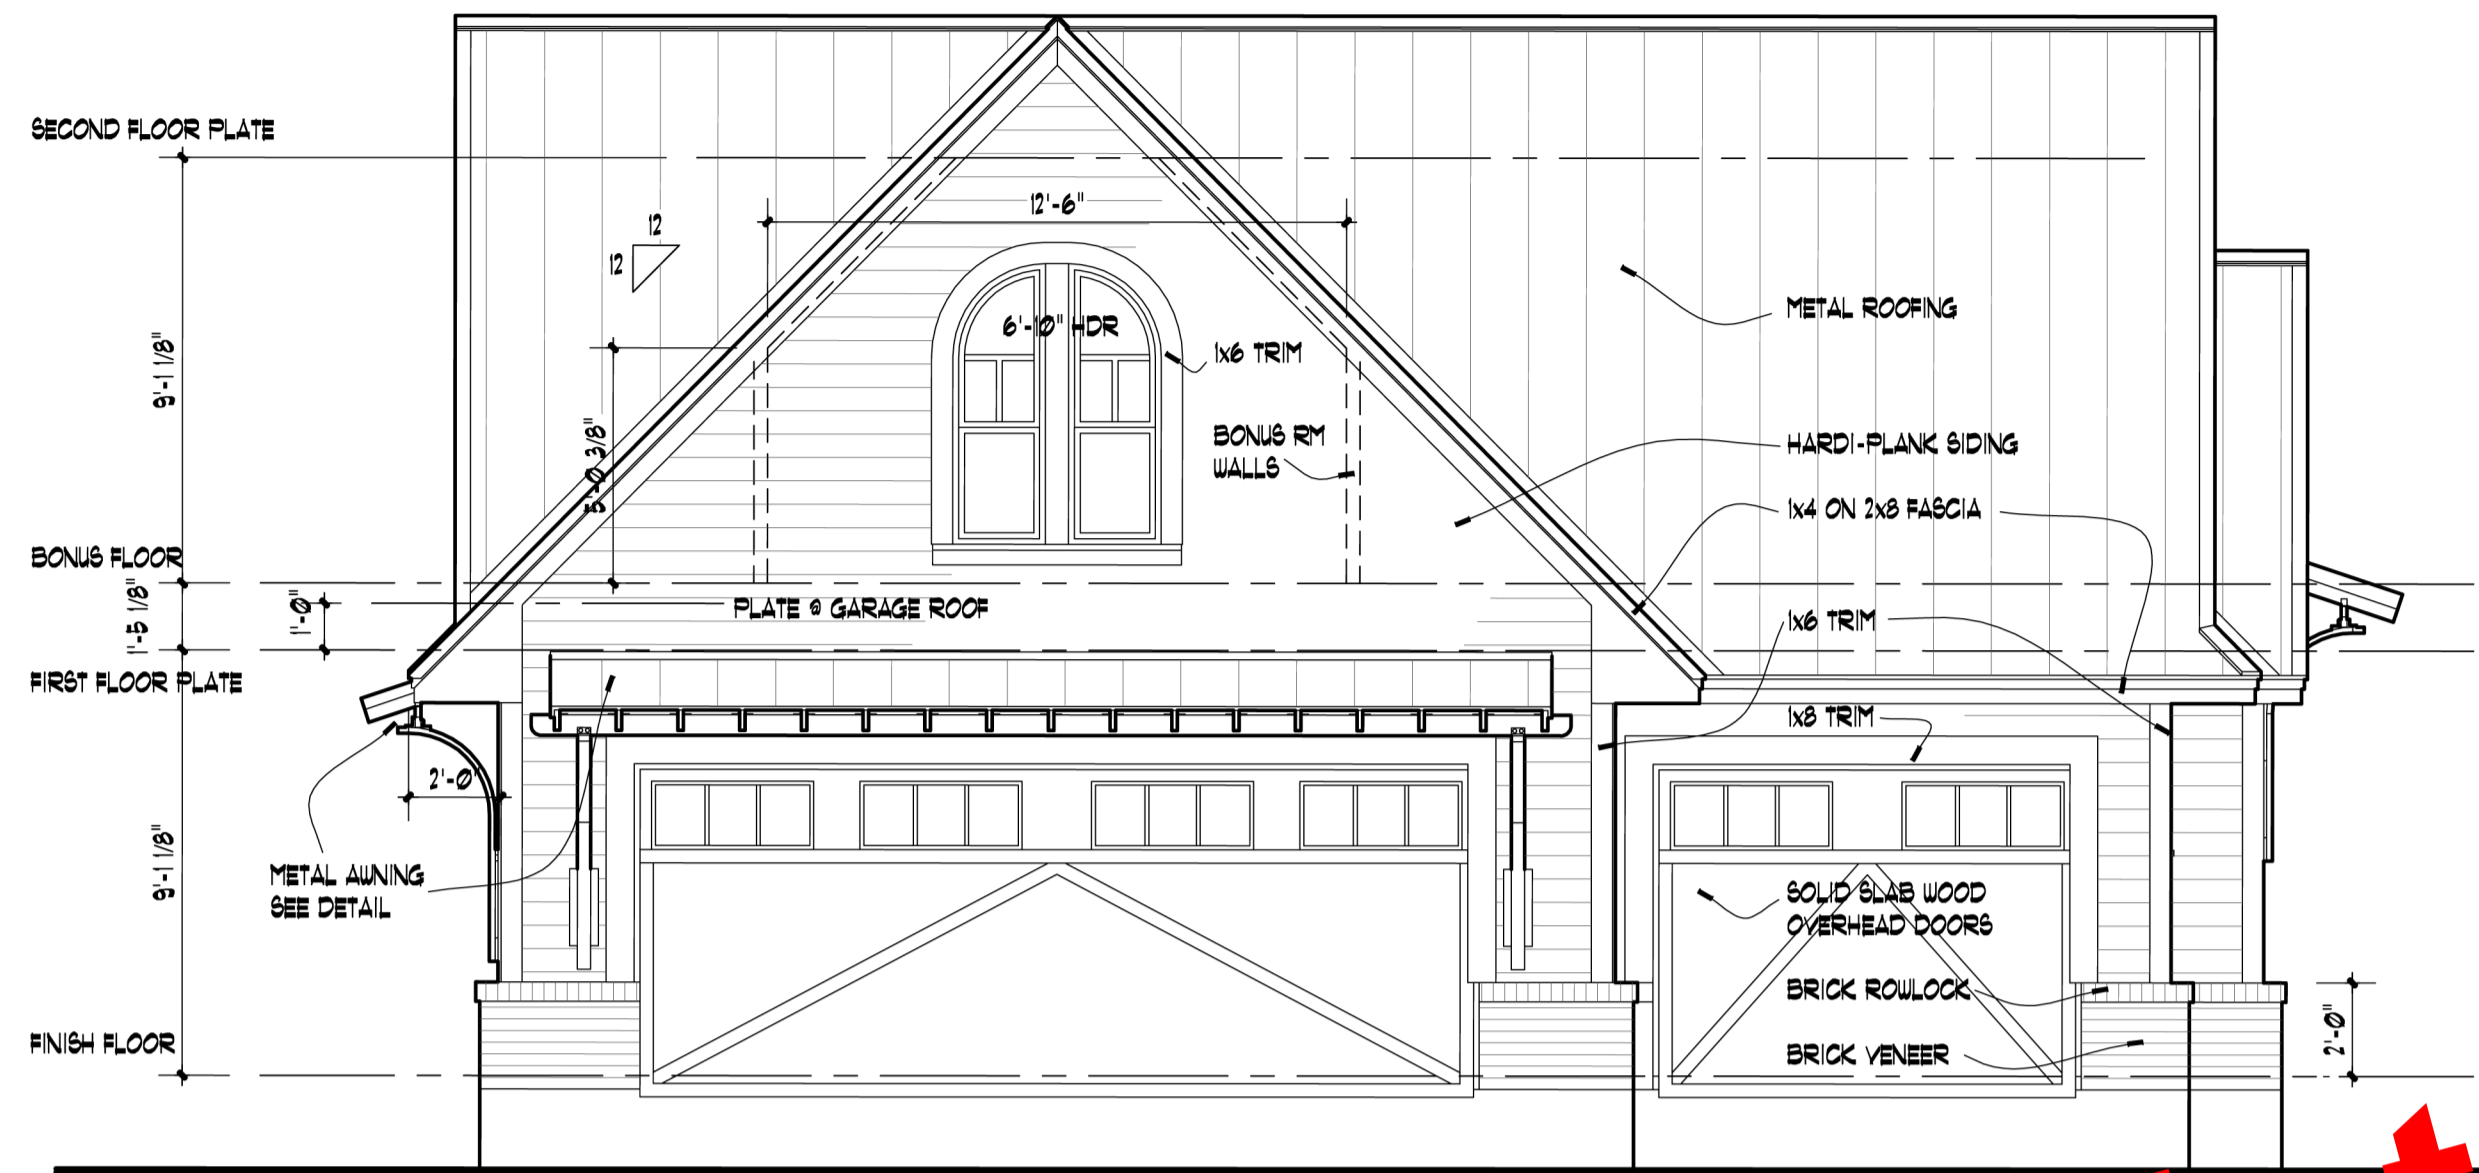 SECOND FLOOR PLATE
12'-6"
12
12
METAL ROOFING
6'-10" HDR
1x6 TRIM
9'-1 1/8"
BONUS RM
WALLS
HARDI-PLANK SIDING
5'-0 3/8"
1x4 ON 2x8 FASCIA
BONUS FLOOR
1'-5 1/8"
1'-0"
PLATE @ GARAGE ROOF
1x6 TRIM
FIRST FLOOR PLATE
1x8 TRIM
2'-0"
9'-1 1/8"
METAL AWNING
SEE DETAIL
SOLID SLAB WOOD
OVERHEAD DOORS
BRICK ROWLOCK
2'-0"
FINISH FLOOR
BRICK VENEER